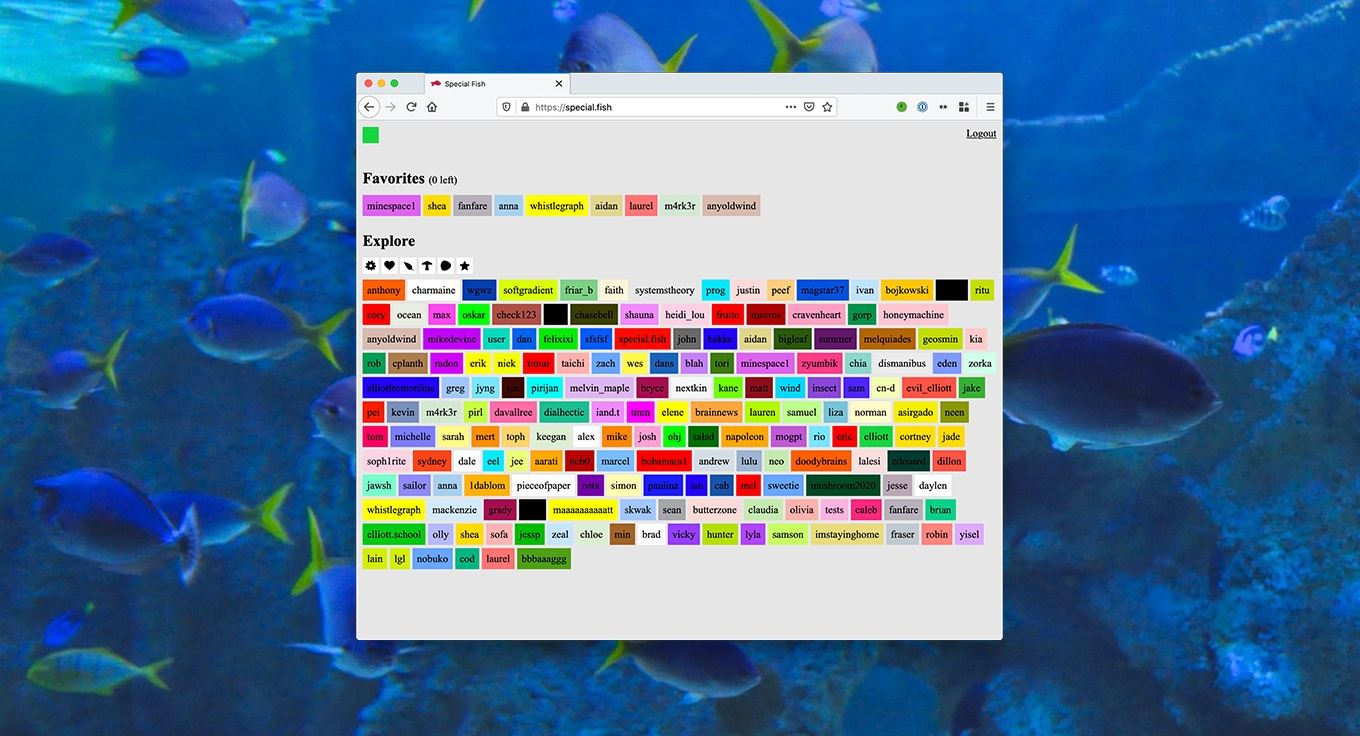 Special Fish
https://special.fish
Logout
Favorites (0 left)
minespace1 shea fanfare anna whistlegraph aidan laurel m4rk3r anyoldwind
Explore
anthony charmaine wgwz softgradient friar_b faith systemstheory prog justin peef magstar37 ivan bojkowski ritu
cory ocean max oskar check123 chasebell shauna heidi_lou frutto macros cravenheart gorp honeymachine
anyoldwind mikedevine user dan felixixi sfsfsf special.fish john hakke aidan bigleaf summer melquiades geosmin kia
rob cplanth radon erik niek timur taichi zach wes dans blah tori minespace1 zyumbik chia dismanibus eden zorka
elliotfromonline greg jyng jon pirijan melvin_maple bryce nextkin kane matt wind insect sam cn-d evil_elliott jake
pei kevin m4rk3r pirl davallree dialhectic iand.t tmm elene brainnews lauren samuel liza norman asirgado neen
tom michelle sarah mert toph keegan alex mike josh ohj salad napoleon mogpt rio eric elliott cortney jade
soph1rite sydney dale eel jee aarati ncb0 marcel bubamara1 andrew lulu neo doodybrains lalesi edouard dillon
jawsh sailor anna 1dablom pieceofpaper neta simon paulina ian cab mel sweetie mushroom2020 jesse daylen
whistlegraph mackenzie grady maaaaaaaaatt skwak sean butterzone claudia olivia tests caleb fanfare brian
elliott.school olly shea sofa jessp zeal chloe min brad vicky hunter lyla samson imstayinghome fraser robin yisel
lain lgl nobuko cod laurel bbbaaaggg